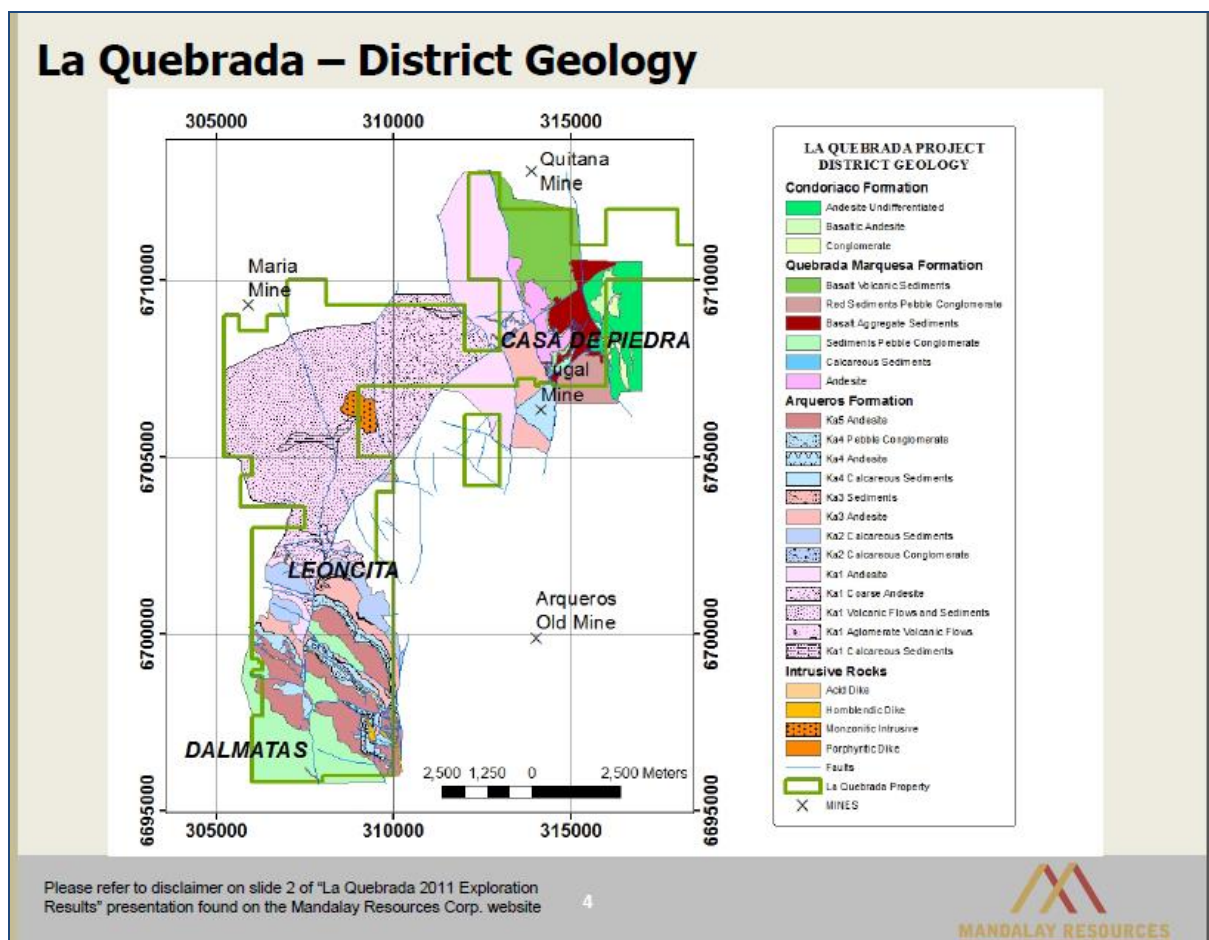 La Quebrada – District Geology
305000
310000
315000
Quitana
Mine
Maria
Mine
6710000
6710000
CASA DE PIEDRA
Tugal
Mine
6705000
6705000
LEONCITA
Arqueros
Old Mine
6700000
6700000
DALMATAS
2,500 1,250 0 2,500 Meters
6695000
6695000
305000
310000
315000
LA QUEBRADA PROJECT
DISTRICT GEOLOGY
Condoriaco Formation
Andesite Undifferentiated
Basaltic Andesite
Conglomerate
Quebrada Marquesa Formation
Basalt Volcanic Sediments
Red Sediments Pebble Conglomerate
Basalt Aggregate Sediments
Sediments Pebble Conglomerate
Calcareous Sediments
Andesite
Arqueros Formation
Ka5 Andesite
Ka4 Pebble Conglomerate
Ka4 Andesite
Ka4 Calcareous Sediments
Ka3 Sediments
Ka3 Andesite
Ka2 Calcareous Sediments
Ka2 Calcareous Conglomerate
Ka1 Andesite
Ka1 Coarse Andesite
Ka1 Volcanic Flows and Sediments
Ka1 Aglomerate Volcanic Flows
Ka1 Calcareous Sediments
Intrusive Rocks
Acid Dike
Hornblendic Dike
Monzonitic Intrusive
Porphyritic Dike
Faults
La Quebrada Property
MINES
Please refer to disclaimer on slide 2 of "La Quebrada 2011 Exploration
Results" presentation found on the Mandalay Resources Corp. website
4
MANDALAY RESOURCES